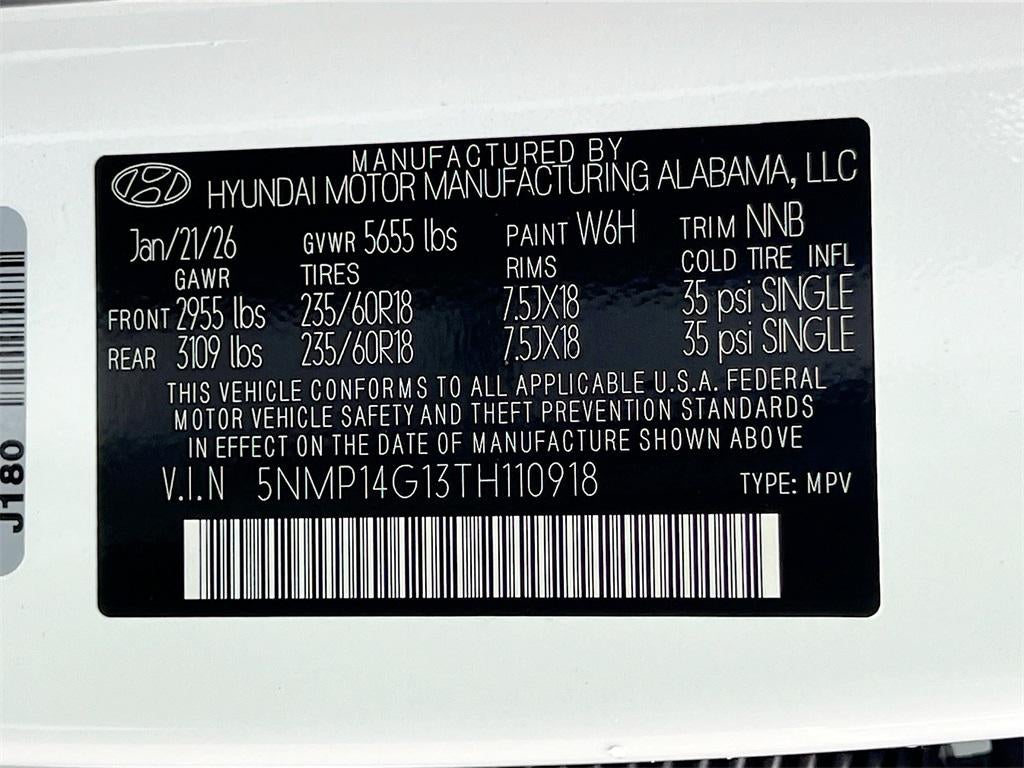 MANUFACTURED BY
HYUNDAI MOTOR MANUFACTURING ALABAMA, LLC
Jan/21/26 GVWR 5655 lbs PAINT W6H TRIM NNB
GAWR TIRES RIMS COLD TIRE INFL
FRONT 2955 lbs 235/60R18 7.5JX18 35 psi SINGLE
REAR 3109 lbs 235/60R18 7.5JX18 35 psi SINGLE
THIS VEHICLE CONFORMS TO ALL APPLICABLE U.S.A. FEDERAL
MOTOR VEHICLE SAFETY AND THEFT PREVENTION STANDARDS
IN EFFECT ON THE DATE OF MANUFACTURE SHOWN ABOVE
V.I.N 5NMP14G13TH110918 TYPE: MPV
J180